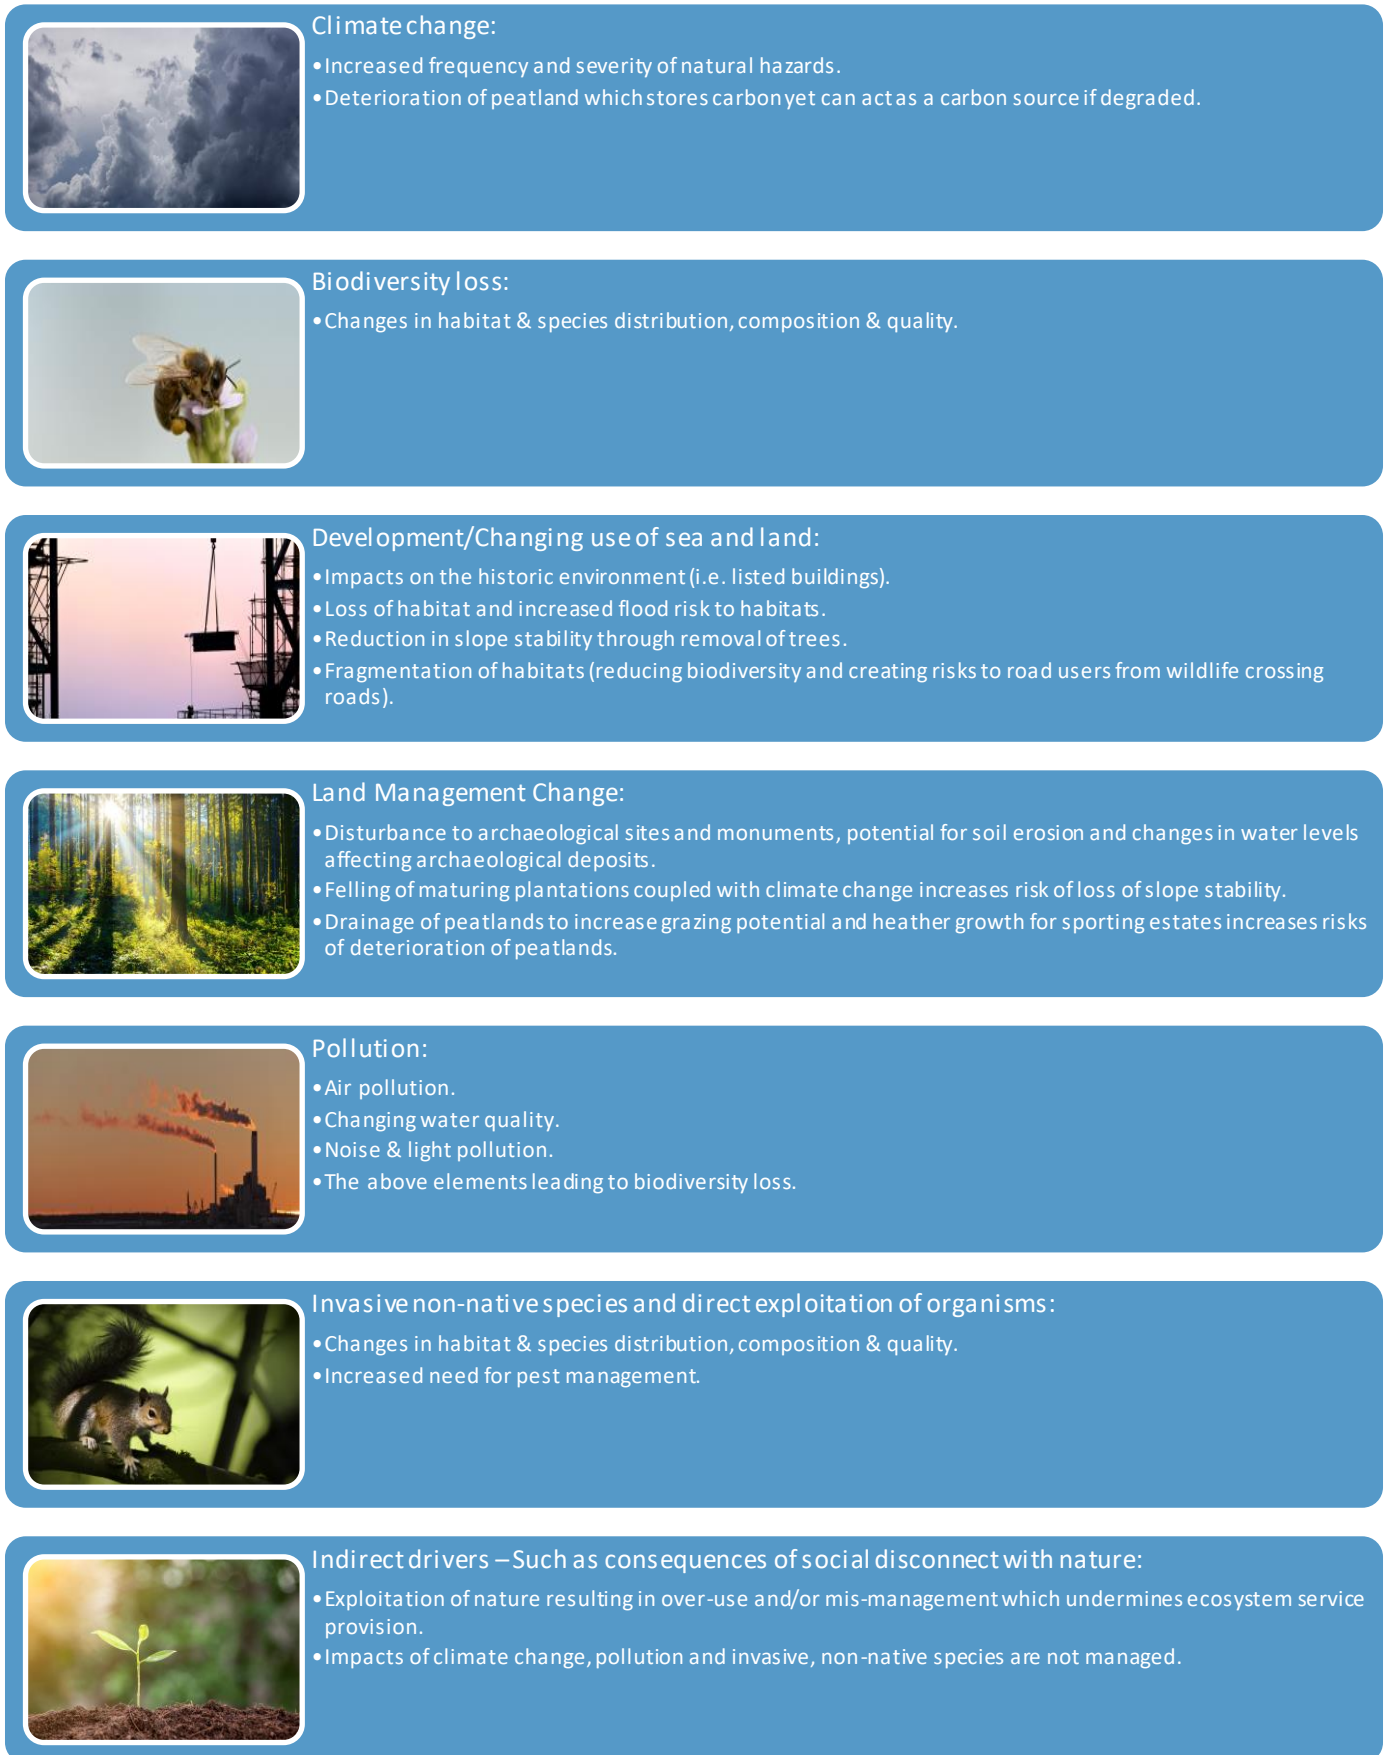 Climate change:
•Increased frequency and severity of natural hazards.
•Deterioration of peatland which stores carbon yet can act as a carbon source if degraded.
Biodiversity loss:
•Changes in habitat & species distribution, composition & quality.
Development/Changing use of sea and land:
•Impacts on the historic environment (i.e. listed buildings).
•Loss of habitat and increased flood risk to habitats.
•Reduction in slope stability through removal of trees.
•Fragmentation of habitats (reducing biodiversity and creating risks to road users from wildlife crossing
roads).
Land Management Change:
•Disturbance to archaeological sites and monuments, potential for soil erosion and changes in water levels
affecting archaeological deposits.
•Felling of maturing plantations coupled with climate change increases risk of loss of slope stability.
•Drainage of peatlands to increase grazing potential and heather growth for sporting estates increases risks
of deterioration of peatlands.
Pollution:
•Air pollution.
•Changing water quality.
•Noise & light pollution.
•The above elements leading to biodiversity loss.
Invasive non-native species and direct exploitation of organisms:
•Changes in habitat & species distribution, composition & quality.
•Increased need for pest management.
Indirect drivers – Such as consequences of social disconnect with nature:
•Exploitation of nature resulting in over-use and/or mis-management which undermines ecosystem service
provision.
•Impacts of climate change, pollution and invasive, non-native species are not managed.